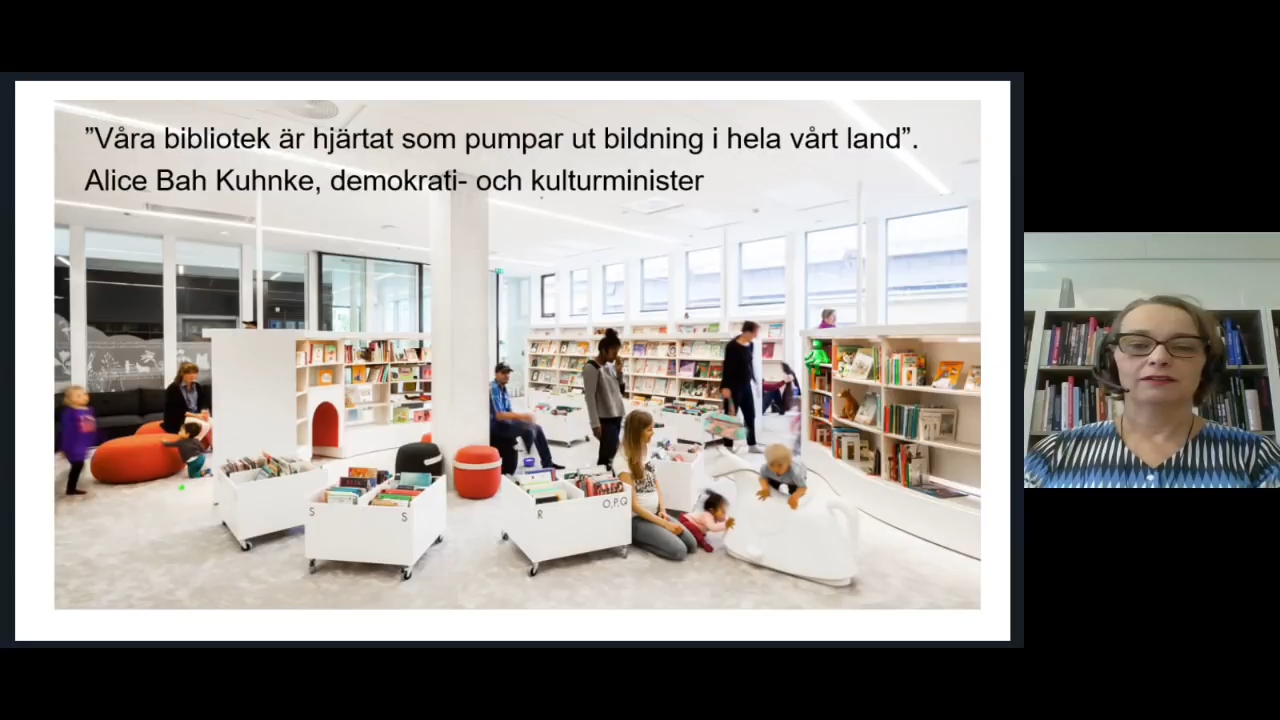 ”Våra bibliotek är hjärtat som pumpar ut bildning i hela vårt land”.
Alice Bah Kuhnke, demokrati- och kulturminister
S
S
R
O,P,Q